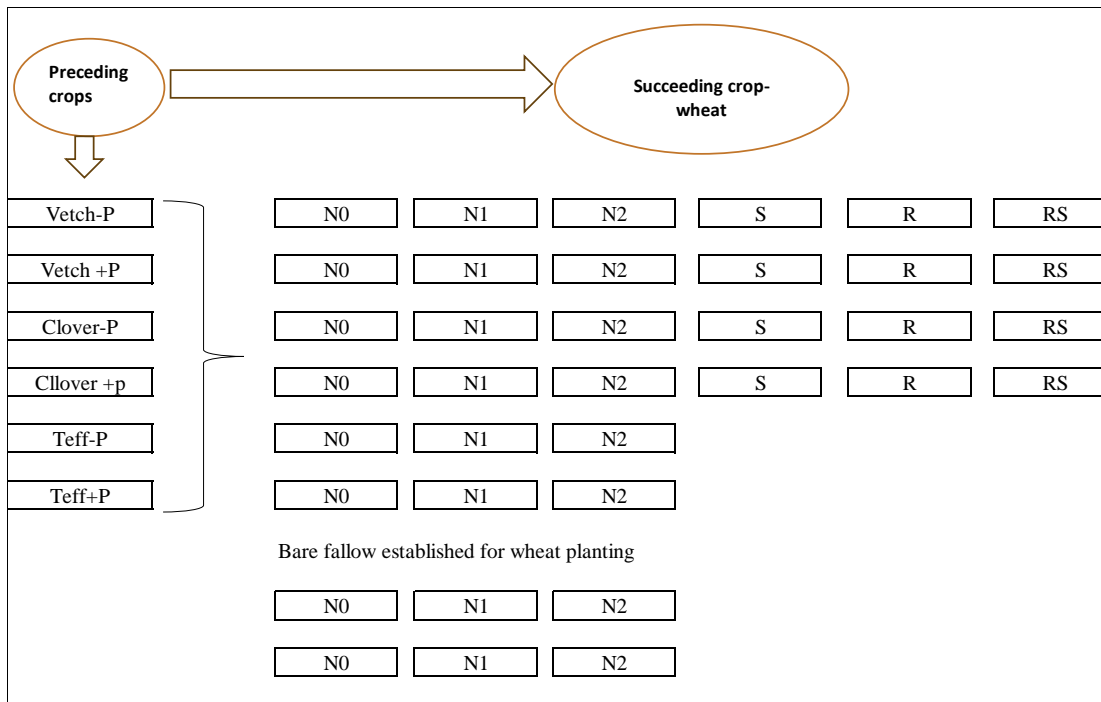 Preceding
crops
Succeeding crop-
wheat
Vetch-P N0 N1 N2 S R RS
Vetch +P N0 N1 N2 S R RS
Clover-P N0 N1 N2 S R RS
Cllover +p N0 N1 N2 S R RS
Teff-P N0 N1 N2
Teff+P N0 N1 N2
Bare fallow established for wheat planting
N0 N1 N2
N0 N1 N2